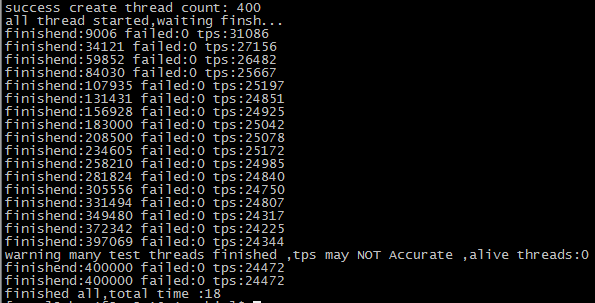 success create thread count: 400
all thread started,waiting finsh...
finishend:9006 failed:0 tps:31086
finishend:34121 failed:0 tps:27156
finishend:59852 failed:0 tps:26482
finishend:84030 failed:0 tps:25667
finishend:107935 failed:0 tps:25197
finishend:131431 failed:0 tps:24851
finishend:156928 failed:0 tps:24925
finishend:183000 failed:0 tps:25042
finishend:208500 failed:0 tps:25078
finishend:234605 failed:0 tps:25172
finishend:258210 failed:0 tps:24985
finishend:281824 failed:0 tps:24840
finishend:305556 failed:0 tps:24750
finishend:331494 failed:0 tps:24807
finishend:349480 failed:0 tps:24317
finishend:372342 failed:0 tps:24225
finishend:397069 failed:0 tps:24344
warning many test threads finished ,tps may NOT Accurate ,alive threads:0
finishend:400000 failed:0 tps:24472
finishend:400000 failed:0 tps:24472
finished all,total time :18